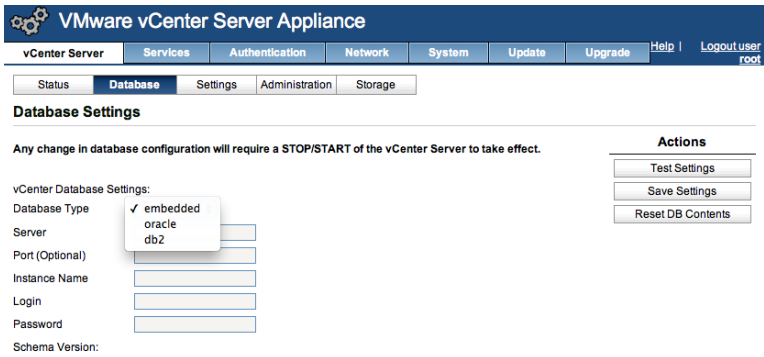 VMware vCenter Server Appliance
vCenter Server Services Authentication Network System Update Upgrade Help | Logout user root
Status Database Settings Administration Storage
Database Settings
Any change in database configuration will require a STOP/START of the vCenter Server to take effect.
Actions
Test Settings
Save Settings
Reset DB Contents
vCenter Database Settings:
Database Type ✓ embedded
oracle
db2
Server
Port (Optional)
Instance Name
Login
Password
Schema Version: